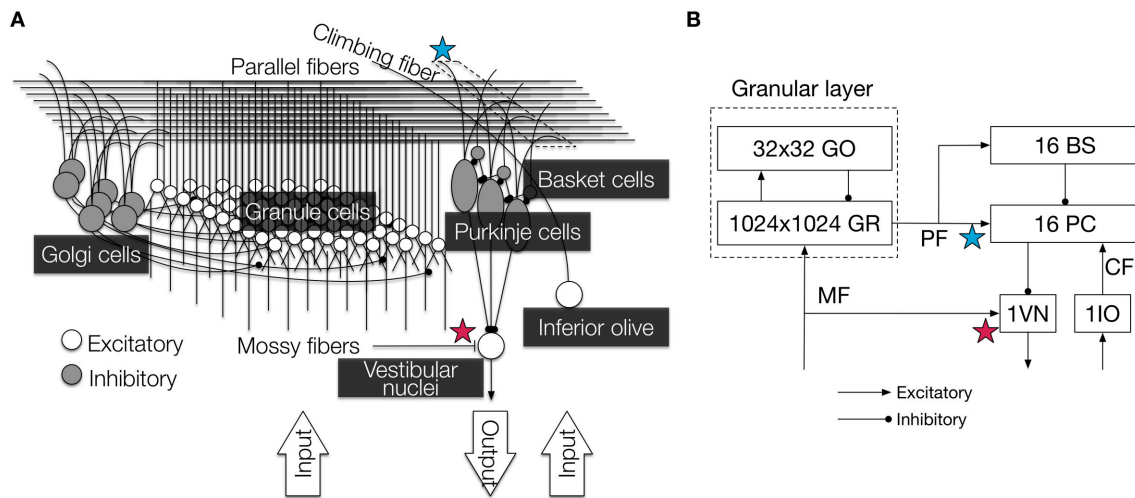 A
Climbing fiber
Parallel fibers
Basket cells
Granule cells
Purkinje cells
Golgi cells
Inferior olive
Excitatory
Mossy fibers
Inhibitory
Vestibular
nuclei
Input
Output
Input
B
Granular layer
32x32 GO
16 BS
1024x1024 GR
16 PC
PF
CF
MF
1VN
1IO
Excitatory
Inhibitory